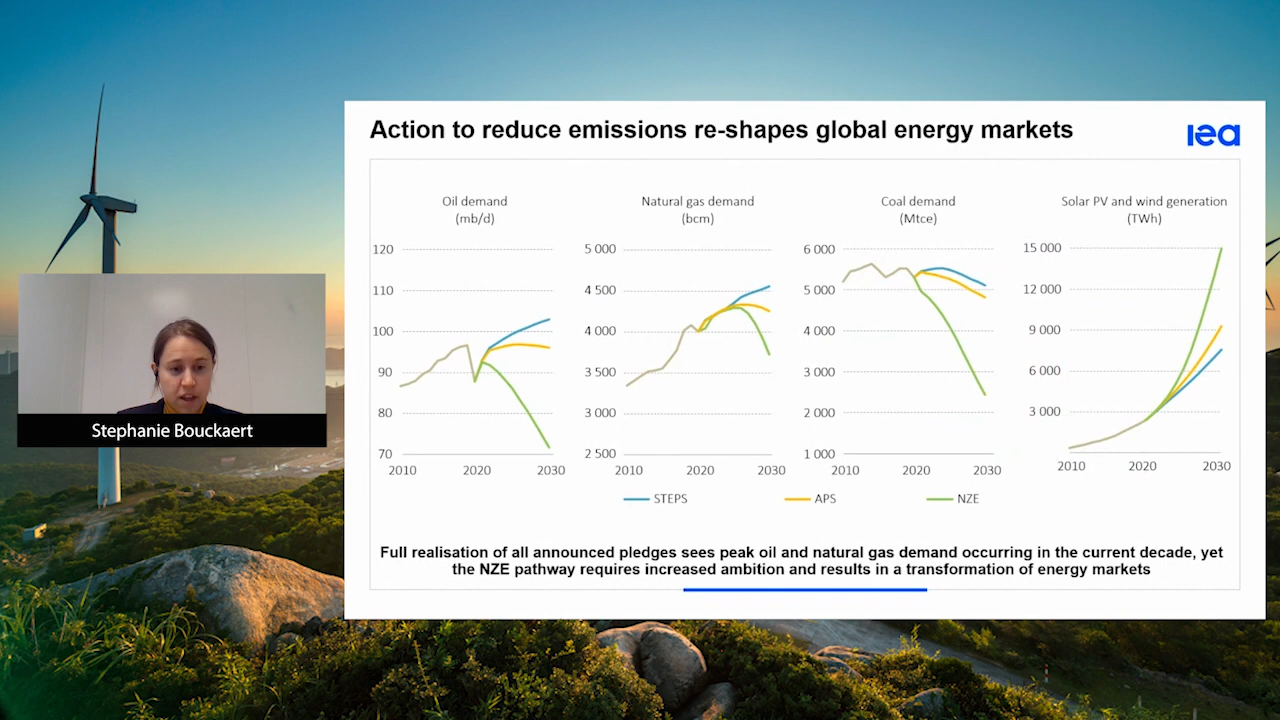 Action to reduce emissions re-shapes global energy markets
iea
Oil demand
(mb/d)
120
110
100
90
80
70
2010 2020 2030
Natural gas demand
(bcm)
5 000
4 500
4 000
3 500
3 000
2 500
2010 2020 2030
Coal demand
(Mtce)
6 000
5 000
4 000
3 000
2 000
1 000
2010 2020 2030
Solar PV and wind generation
(TWh)
15 000
12 000
9 000
6 000
3 000
2010 2020 2030
STEPS APS NZE
Full realisation of all announced pledges sees peak oil and natural gas demand occurring in the current decade, yet
the NZE pathway requires increased ambition and results in a transformation of energy markets
Stephanie Bouckaert